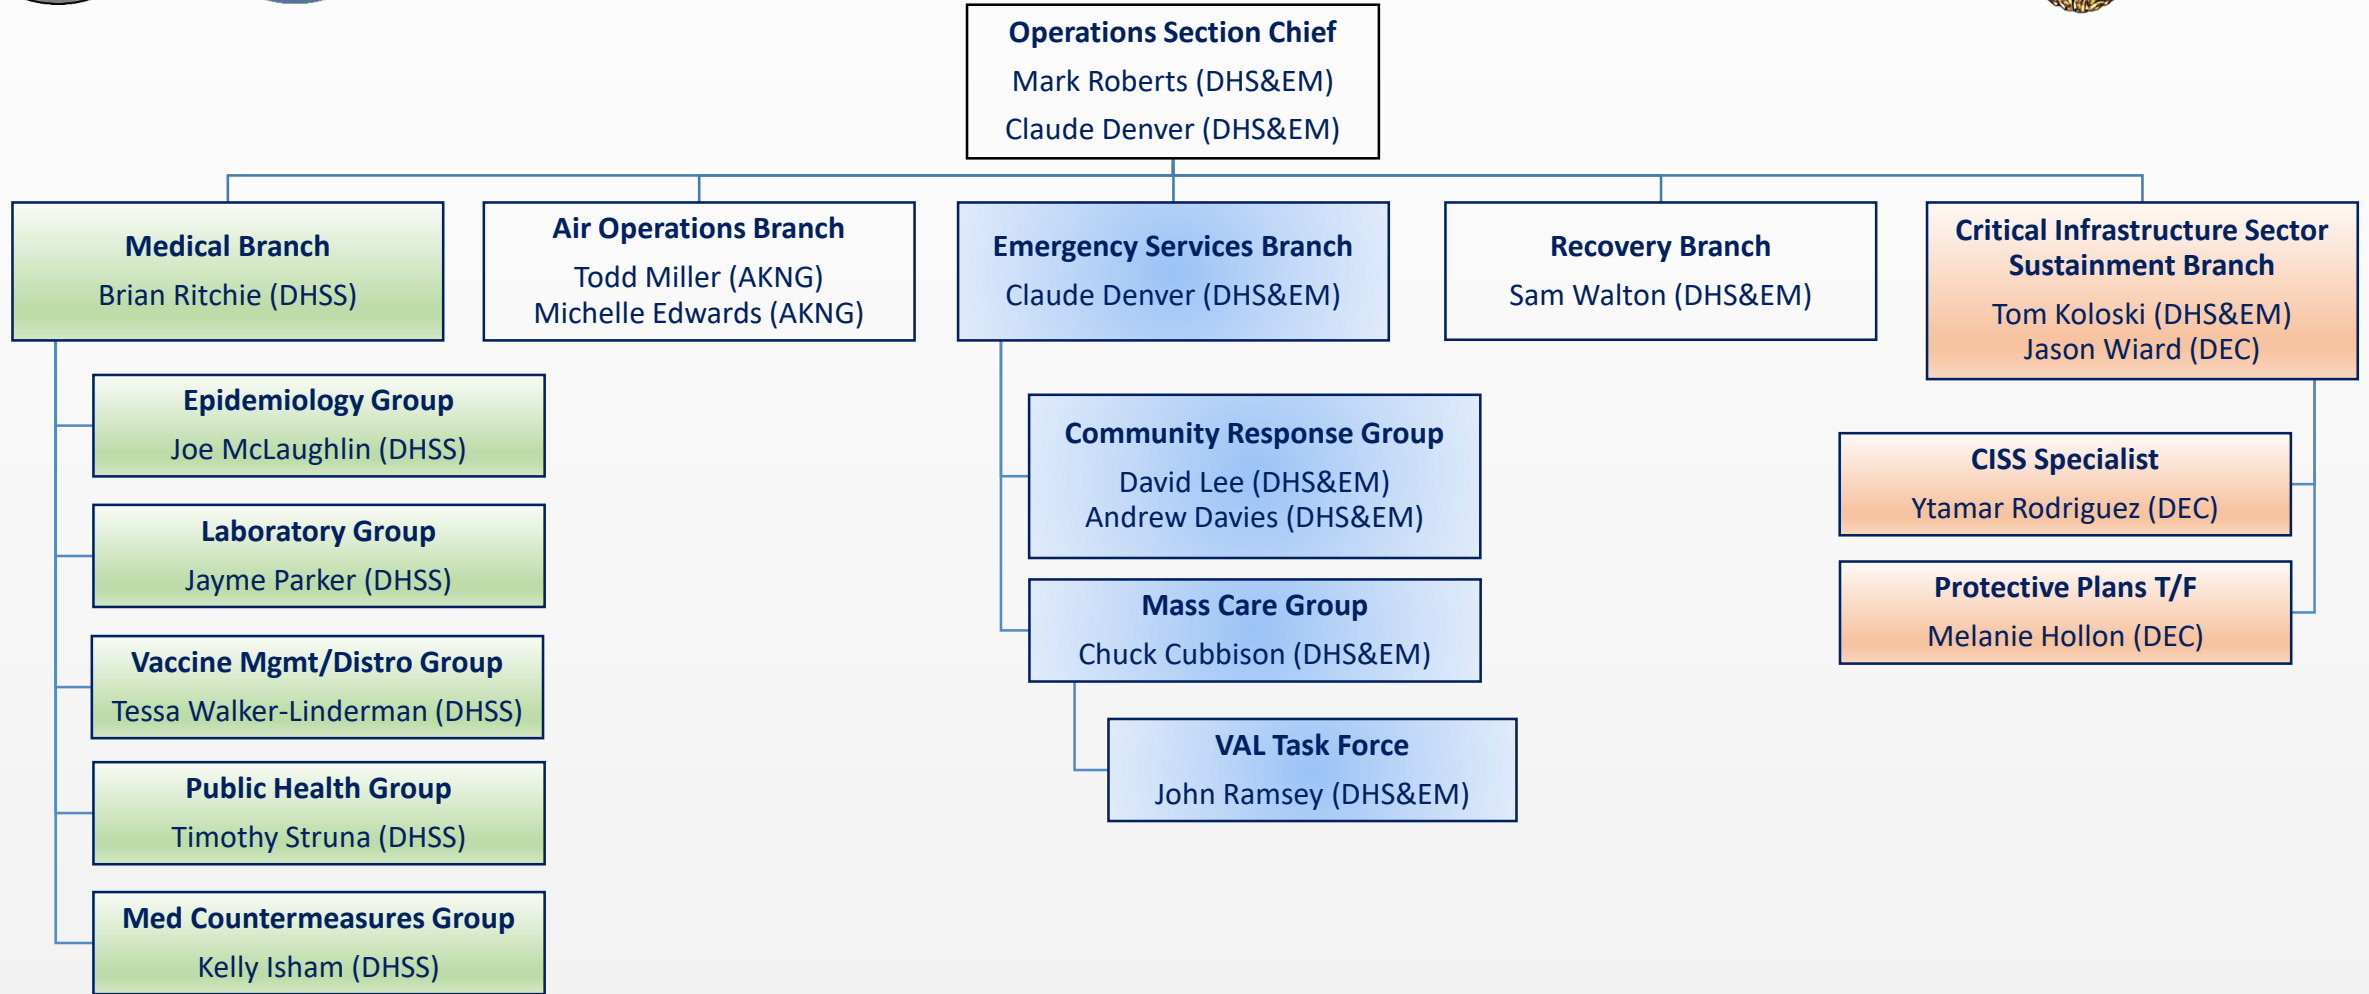 Operations Section Chief
Mark Roberts (DHS&EM)
Claude Denver (DHS&EM)
Medical Branch
Brian Ritchie (DHSS)
Air Operations Branch
Todd Miller (AKNG)
Michelle Edwards (AKNG)
Emergency Services Branch
Claude Denver (DHS&EM)
Recovery Branch
Sam Walton (DHS&EM)
Critical Infrastructure Sector
Sustainment Branch
Tom Koloski (DHS&EM)
Jason Wiard (DEC)
Epidemiology Group
Joe McLaughlin (DHSS)
Laboratory Group
Jayme Parker (DHSS)
Vaccine Mgmt/Distro Group
Tessa Walker-Linderman (DHSS)
Public Health Group
Timothy Struna (DHSS)
Med Countermeasures Group
Kelly Isham (DHSS)
Community Response Group
David Lee (DHS&EM)
Andrew Davies (DHS&EM)
Mass Care Group
Chuck Cubbison (DHS&EM)
VAL Task Force
John Ramsey (DHS&EM)
CISS Specialist
Ytamar Rodriguez (DEC)
Protective Plans T/F
Melanie Hollon (DEC)